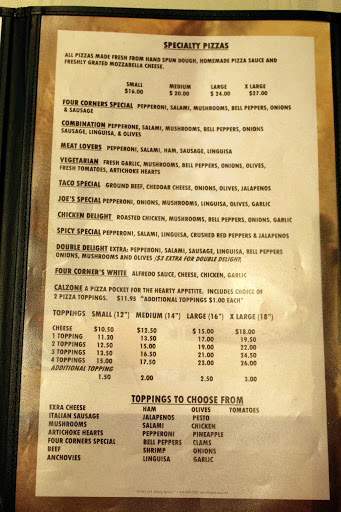 SPECIALTY PIZZAS
ALL PIZZAS MADE FRESH FROM HAND SPUN DOUGH, HOMEMADE PIZZA SAUCE AND
FRESHLY GRATED MOZZARELLA CHEESE.
SMALL MEDIUM LARGE X LARGE
$16.00 $ 20.00 $ 24.00 $27.00
FOUR CORNERS SPECIAL PEPPERONI, SALAMI, MUSHROOMS, BELL PEPPERS, ONIONS
& SAUSAGE
COMBINATION PEPPERONE, SALAMI, MUSHROOMS, BELL PEPPERS, ONIONS
SAUSAGE, LINGUISA, & OLIVES
MEAT LOVERS PEPPERONI, SALAMI, HAM, SAUSAGE, LINGUISA
VEGETARIAN FRESH GARLIC, MUSHROOMS, BELL PEPPERS, ONIONS, OLIVES,
FRESH TOMATOES, ARTICHOKE HEARTS
TACO SPECIAL GROUND BEEF, CHEDDAR CHEESE, ONIONS, OLIVES, JALAPENOS
JOE'S SPECIAL PEPPERONI, ONIONS, MUSHROOMS, LINGUISA, OLIVES, GARLIC
CHICKEN DELIGHT ROASTED CHICKEN, MUSHROOMS, BELL PEPPERS, ONIONS, GARLIC
SPICY SPECIAL PEPPERONI, SALAMI, LINGUISA, CRUSHED RED PEPPERS & JALAPENOS
DOUBLE DELIGHT EXTRA; PEPPERONI, SALAMI, SAUSAGE, LINGUISA, BELL PEPPERS
ONIONS, MUSHROOMS AND OLIVES ($3 EXTRA FOR DOUBLE DELIGHT)
FOUR CORNER'S WHITE ALFREDO SAUCE, CHEESE, CHICKEN, GARLIC
CALZONE A PIZZA POCKET FOR THE HEARTY APPETITE. INCLUDES CHOICE OF
2 PIZZA TOPPINGS. $11.95 "ADDITIONAL TOPPINGS $1.00 EACH"
TOPPINGS SMALL (12") MEDIUM (14") LARGE (16") X LARGE (18")
CHEESE $10.50 $12.50 $ 15.00 $18.00
1 TOPPING 11.30 13.50 17.00 19.50
2 TOPPINGS 12.50 15.00 19.00 22.00
3 TOPPINGS 13.50 16.50 21.00 24.50
4 TOPPINGS 15.00 17.50 23.00 26.00
ADDITIONAL TOPPING
1.50 2.00 2.50 3.00
TOPPINGS TO CHOOSE FROM
EXRA CHEESE HAM OLIVES TOMATOES
ITALIAN SAUSAGE JALAPENOS PESTO
MUSHROOMS SALAMI CHICKEN
ARTICHOKE HEARTS PEPPERONI PINEAPPLE
FOUR CORNERS SPECIAL BELL PEPPERS CLAMS
BEEF SHRIMP ONIONS
ANCHOVIES LINGUISA GARLIC